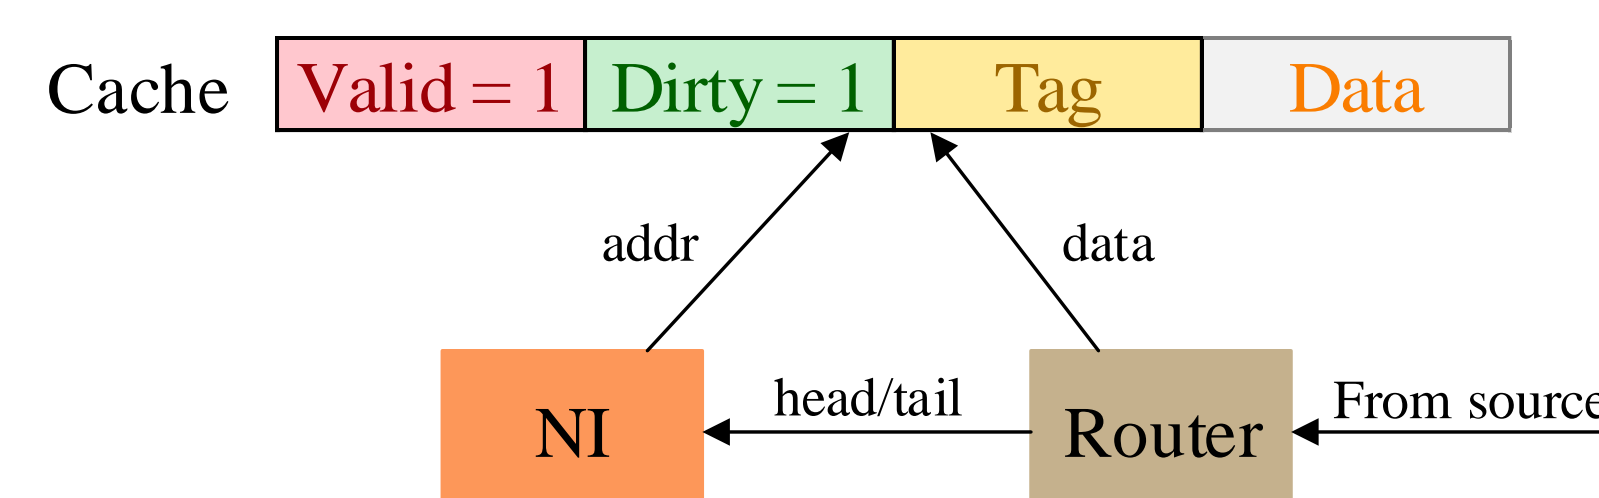 Cache Valid = 1 Dirty = 1 Tag Data
addr data
head/tail From source
NI Router